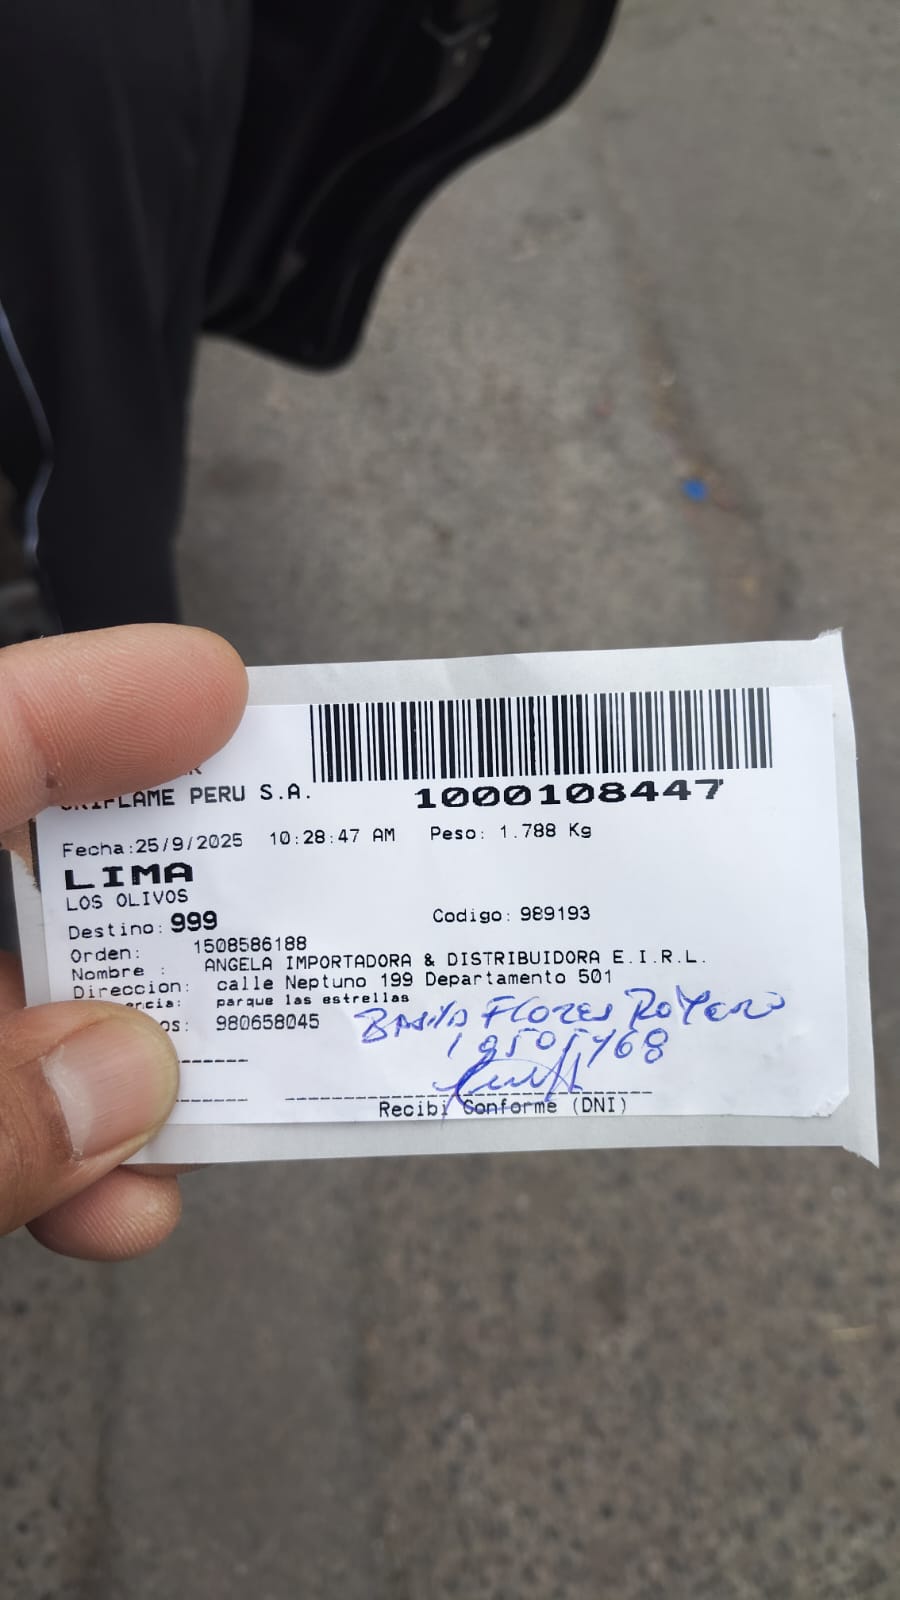 ORIFLAME PERU S.A.
1000108447
Fecha:25/9/2025 10:28:47 AM Peso: 1.788 Kg
LIMA
LOS OLIVOS
Destino: 999 Codigo: 989193
Orden: 1508586188
Nombre : ANGELA IMPORTADORA & DISTRIBUIDORA E.I.R.L.
Direccion: calle Neptuno 199 Departamento 501
parque las estrellas
980658045
FLORES ROMERO
Recibi Conforme (DNI)